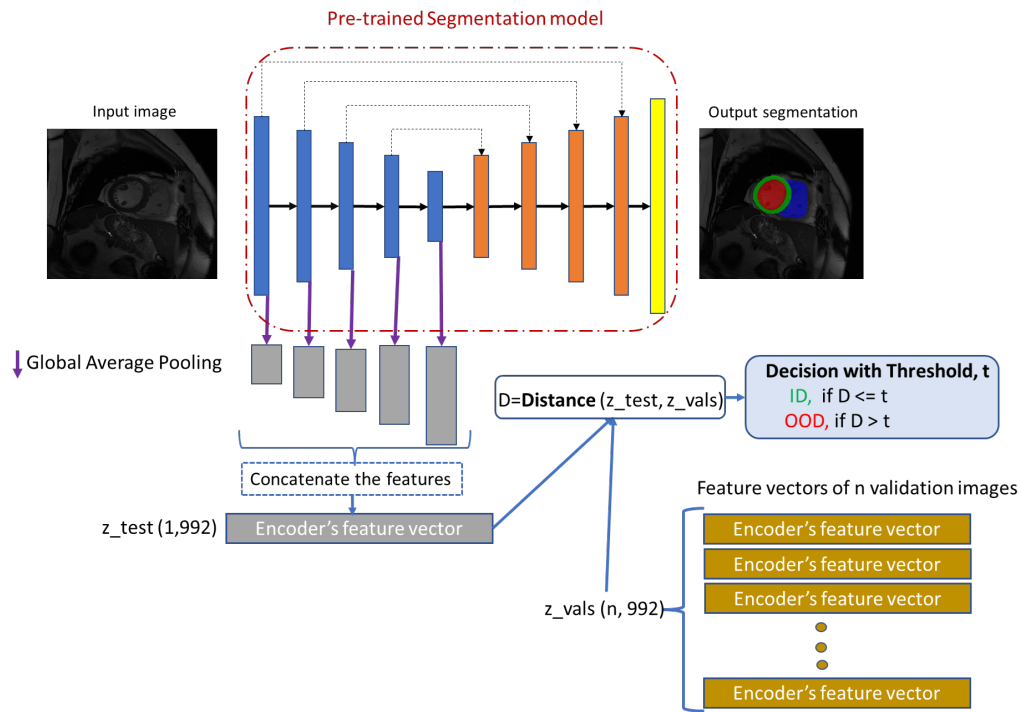 Pre-trained Segmentation model
Input image
Output segmentation
Global Average Pooling
D=Distance (z_test, z_vals)
Decision with Threshold, t
ID, if D <= t
OOD, if D > t
Concatenate the features
z_test (1,992)
Encoder's feature vector
Feature vectors of n validation images
Encoder's feature vector
Encoder's feature vector
Encoder's feature vector
z_vals (n, 992)
Encoder's feature vector